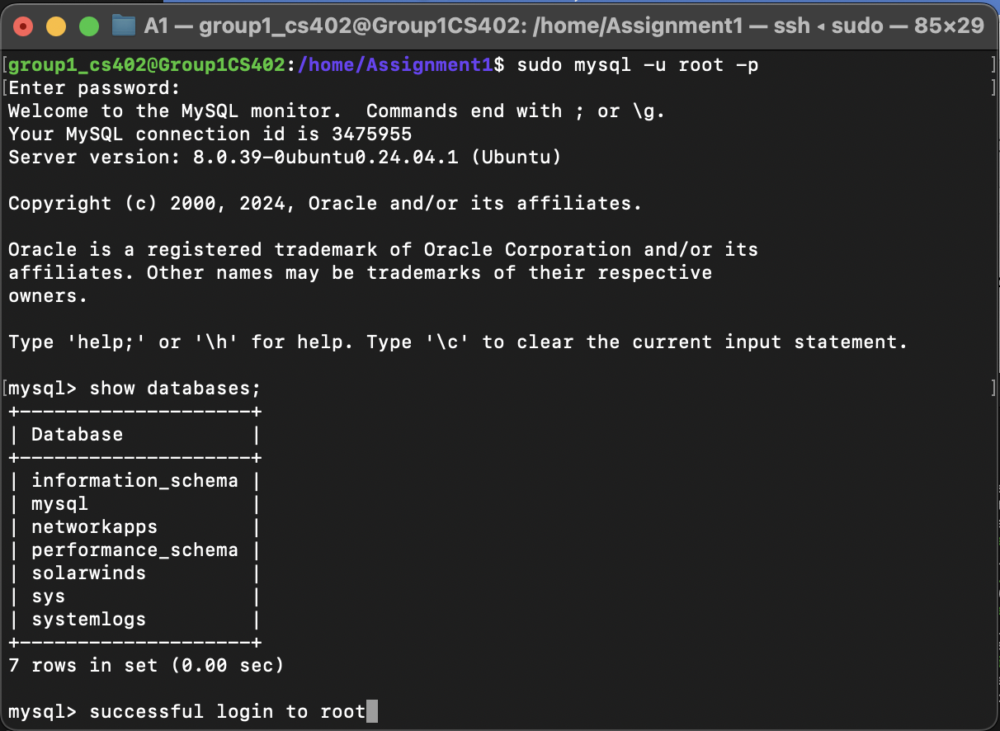 A1 — group1_cs402@Group1CS402: /home/Assignment1 — ssh ◂ sudo — 85×29
[group1_cs402@Group1CS402:/home/Assignment1$ sudo mysql -u root -p ]
[Enter password: ]
Welcome to the MySQL monitor.  Commands end with ; or \g.
Your MySQL connection id is 3475955
Server version: 8.0.39-0ubuntu0.24.04.1 (Ubuntu)

Copyright (c) 2000, 2024, Oracle and/or its affiliates.

Oracle is a registered trademark of Oracle Corporation and/or its
affiliates. Other names may be trademarks of their respective
owners.

Type 'help;' or '\h' for help. Type '\c' to clear the current input statement.

[mysql> show databases; ]
+--------------------+
| Database           |
+--------------------+
| information_schema |
| mysql              |
| networkapps        |
| performance_schema |
| solarwinds         |
| sys                |
| systemlogs         |
+--------------------+
7 rows in set (0.00 sec)

mysql> successful login to root